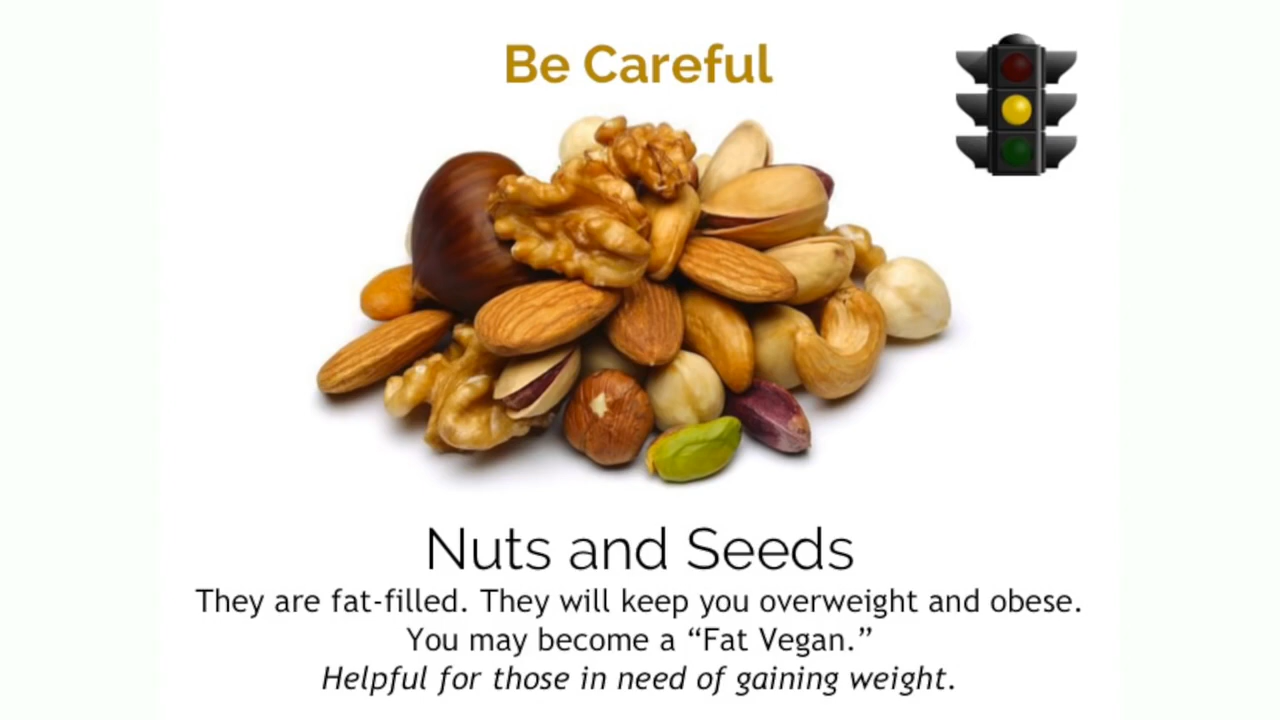 Be Careful
Nuts and Seeds
They are fat-filled. They will keep you overweight and obese.
You may become a “Fat Vegan.”
Helpful for those in need of gaining weight.